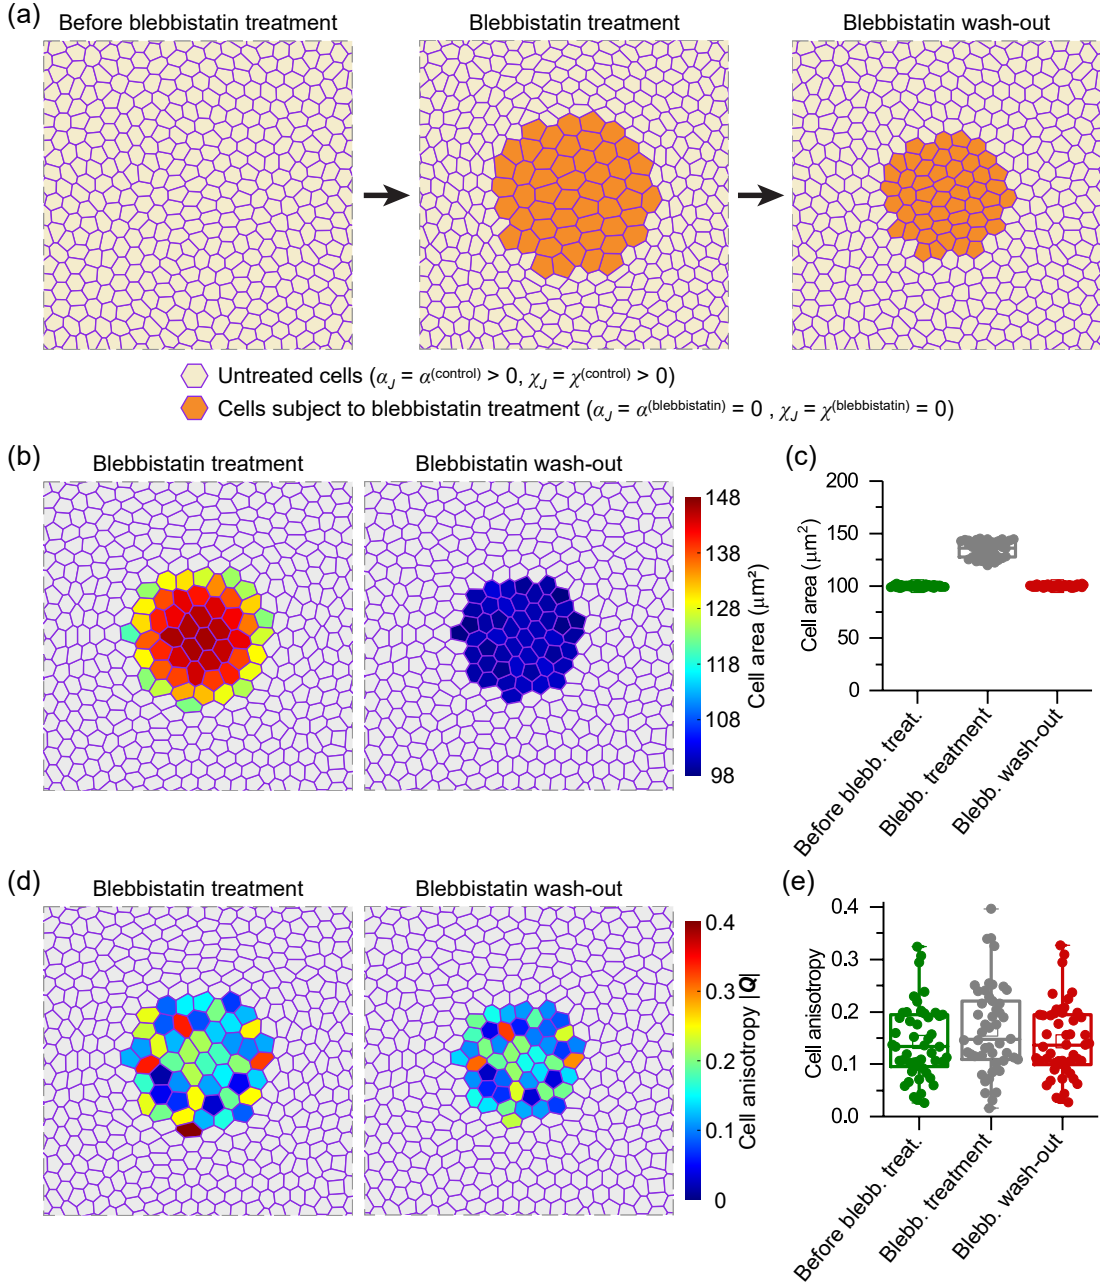 (a)
Before blebbistatin treatment
Blebbistatin treatment
Blebbistatin wash-out
Untreated cells (α_J = α^(control) > 0, χ_J = χ^(control) > 0)
Cells subject to blebbistatin treatment (α_J = α^(blebbistatin) = 0 , χ_J = χ^(blebbistatin) = 0)
(b)
Blebbistatin treatment
Blebbistatin wash-out
148
138
128
118
108
98
Cell area (μm²)
(c)
200
150
100
50
0
Cell area (μm²)
Before blebb. treat.
Blebb. treatment
Blebb. wash-out
(d)
Blebbistatin treatment
Blebbistatin wash-out
0.4
0.3
0.2
0.1
0
Cell anisotropy |Q|
(e)
0.4
0.3
0.2
0.1
0.0
Cell anisotropy
Before blebb. treat.
Blebb. treatment
Blebb. wash-out